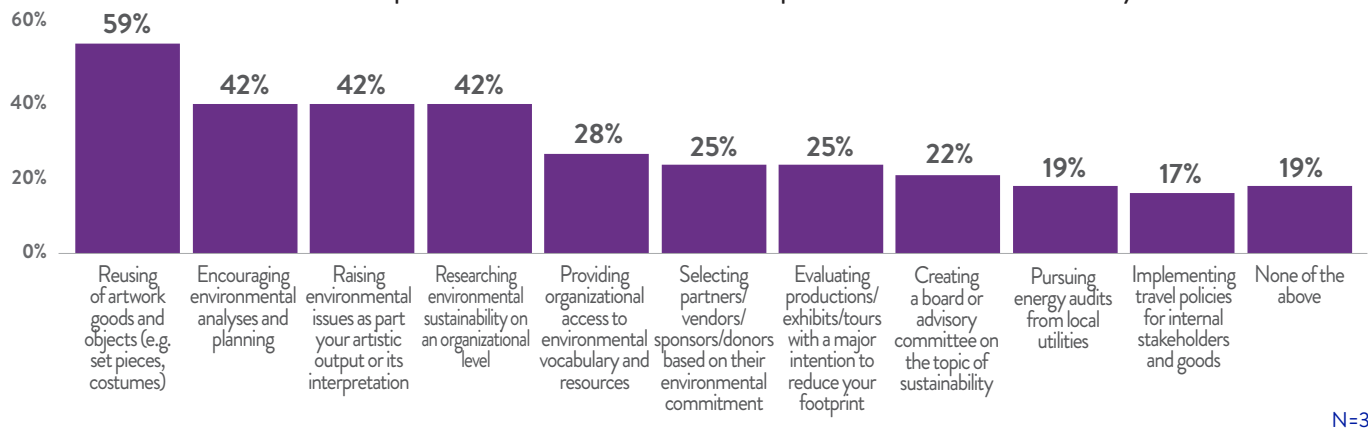 60%
59%
42%
42%
42%
40%
28%
25%
25%
22%
20%
19%
17%
19%
0%
Reusing
of artwork
goods and
objects (e.g.
set pieces,
costumes)
Encouraging
environmental
analyses and
planning
Raising
environmental
issues as part
your artistic
output or its
interpretation
Researching
environmental
sustainability on
an organizational
level
Providing
organizational
access to
environmental
vocabulary and
resources
Selecting
partners/
vendors/
sponsors/donors
based on their
environmental
commitment
Evaluating
productions/
exhibits/tours
with a major
intention to
reduce your
footprint
Creating
a board or
advisory
committee on
the topic of
sustainability
Pursuing
energy audits
from local
utilities
Implementing
travel policies
for internal
stakeholders
and goods
None of the
above
N=3